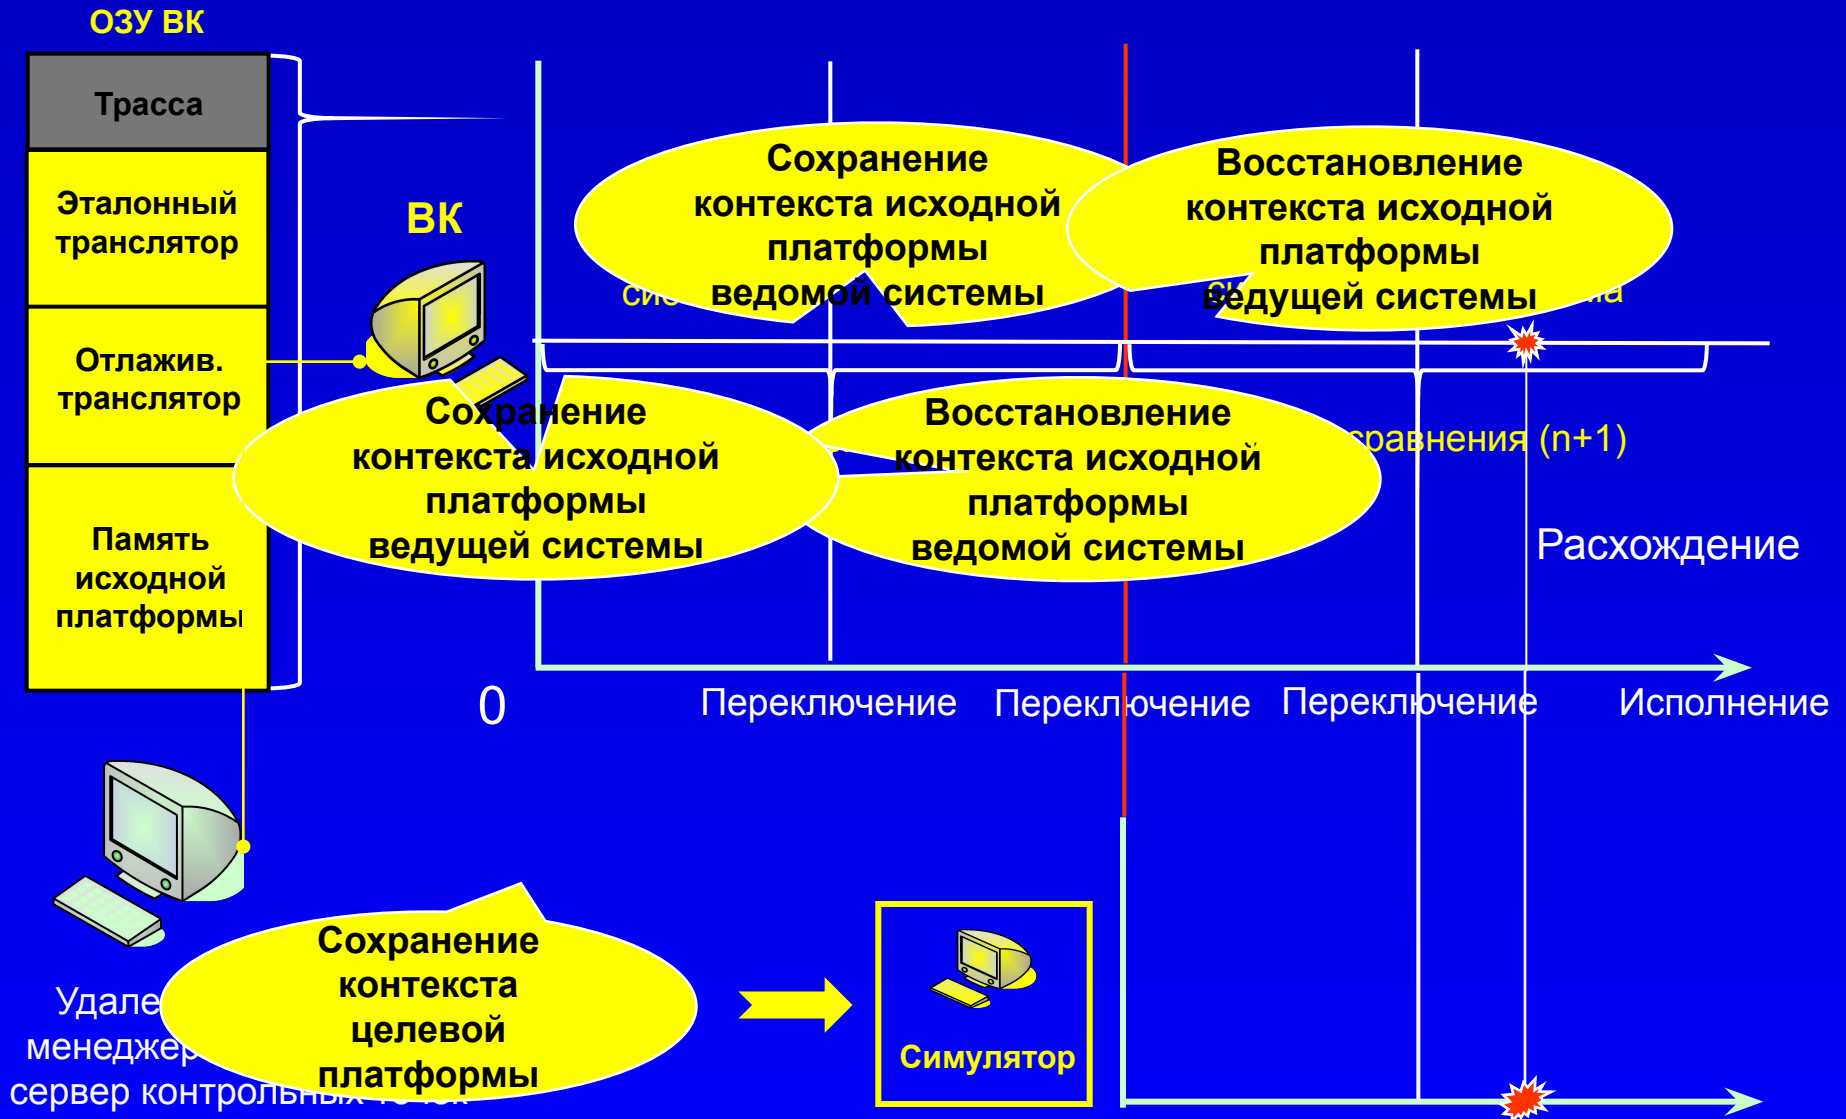 ОЗУ ВК
Трасса
Эталонный
транслятор
Отлажив.
транслятор
Память
исходной
платформы
ВК
Сохранение
контекста исходной
платформы
ведомой системы
Восстановление
контекста исходной
платформы
ведущей системы
Сохранение
контекста исходной
платформы
ведущей системы
Восстановление
контекста исходной
платформы
ведомой системы
сравнения (n+1)
Расхождение
0
Переключение
Переключение
Переключение
Исполнение
менеджер
сервер контрольных точек
Сохранение
контекста
целевой
платформы
Симулятор